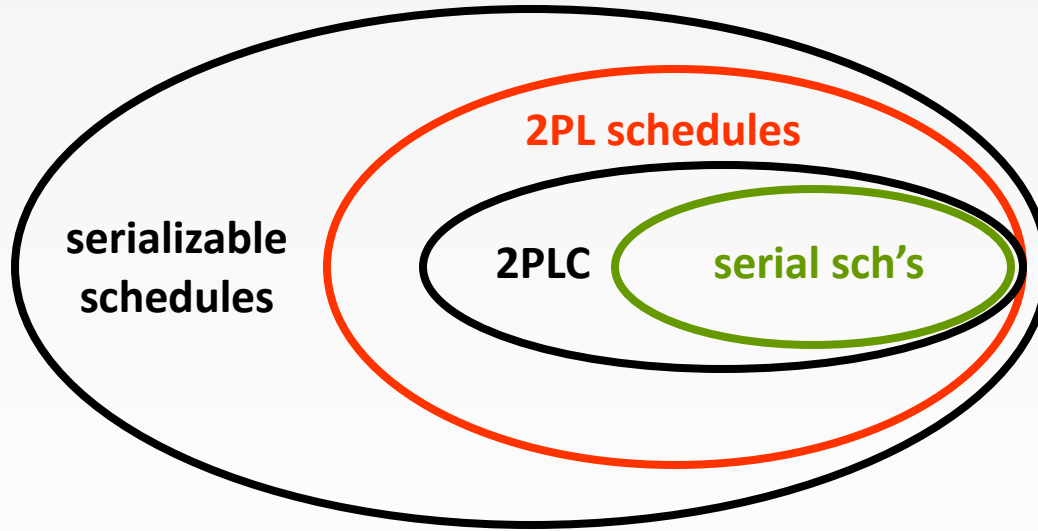 2PL schedules
serializable
schedules
2PLC
serial sch’s